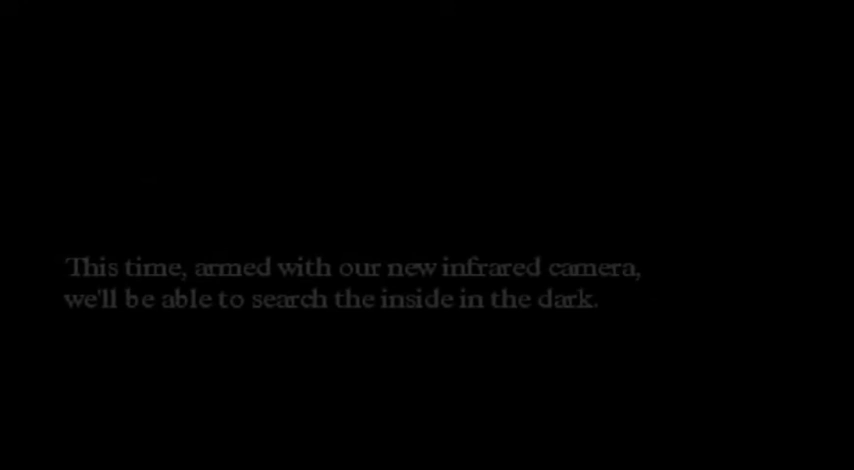 This time, armed with our new infrared camera,
we'll be able to search the inside in the dark.